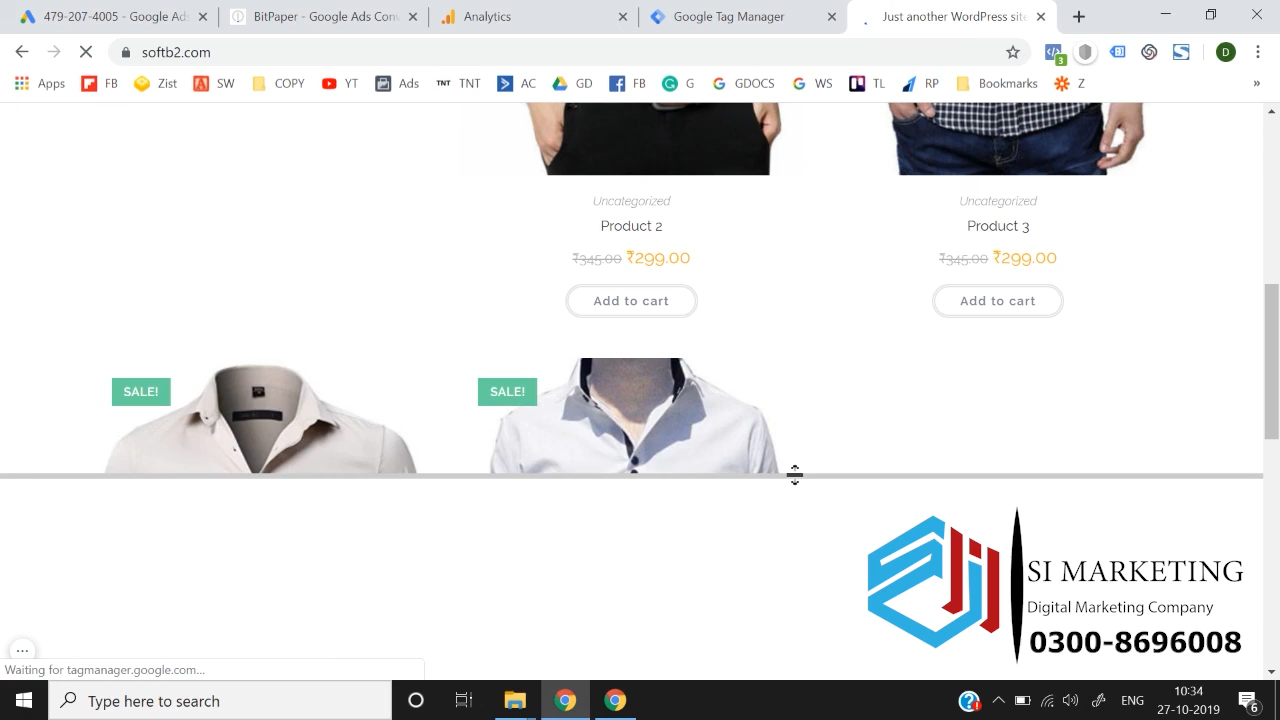 479-207-4005 - Google Ads
BitPaper - Google Ads Con
Analytics
Google Tag Manager
Just another WordPress site
softb2.com
3
D
Apps FB Zist SW COPY YT Ads TNT TNT AC GD FB G GDOCS WS TL RP Bookmarks Z »
Uncategorized
Product 2
₹345.00 ₹299.00
Add to cart
Uncategorized
Product 3
₹345.00 ₹299.00
Add to cart
SALE!
SALE!
SI MARKETING
Digital Marketing Company
0300-8696008
...
Waiting for tagmanager.google.com...
Type here to search
ENG
10:34
27-10-2019
6